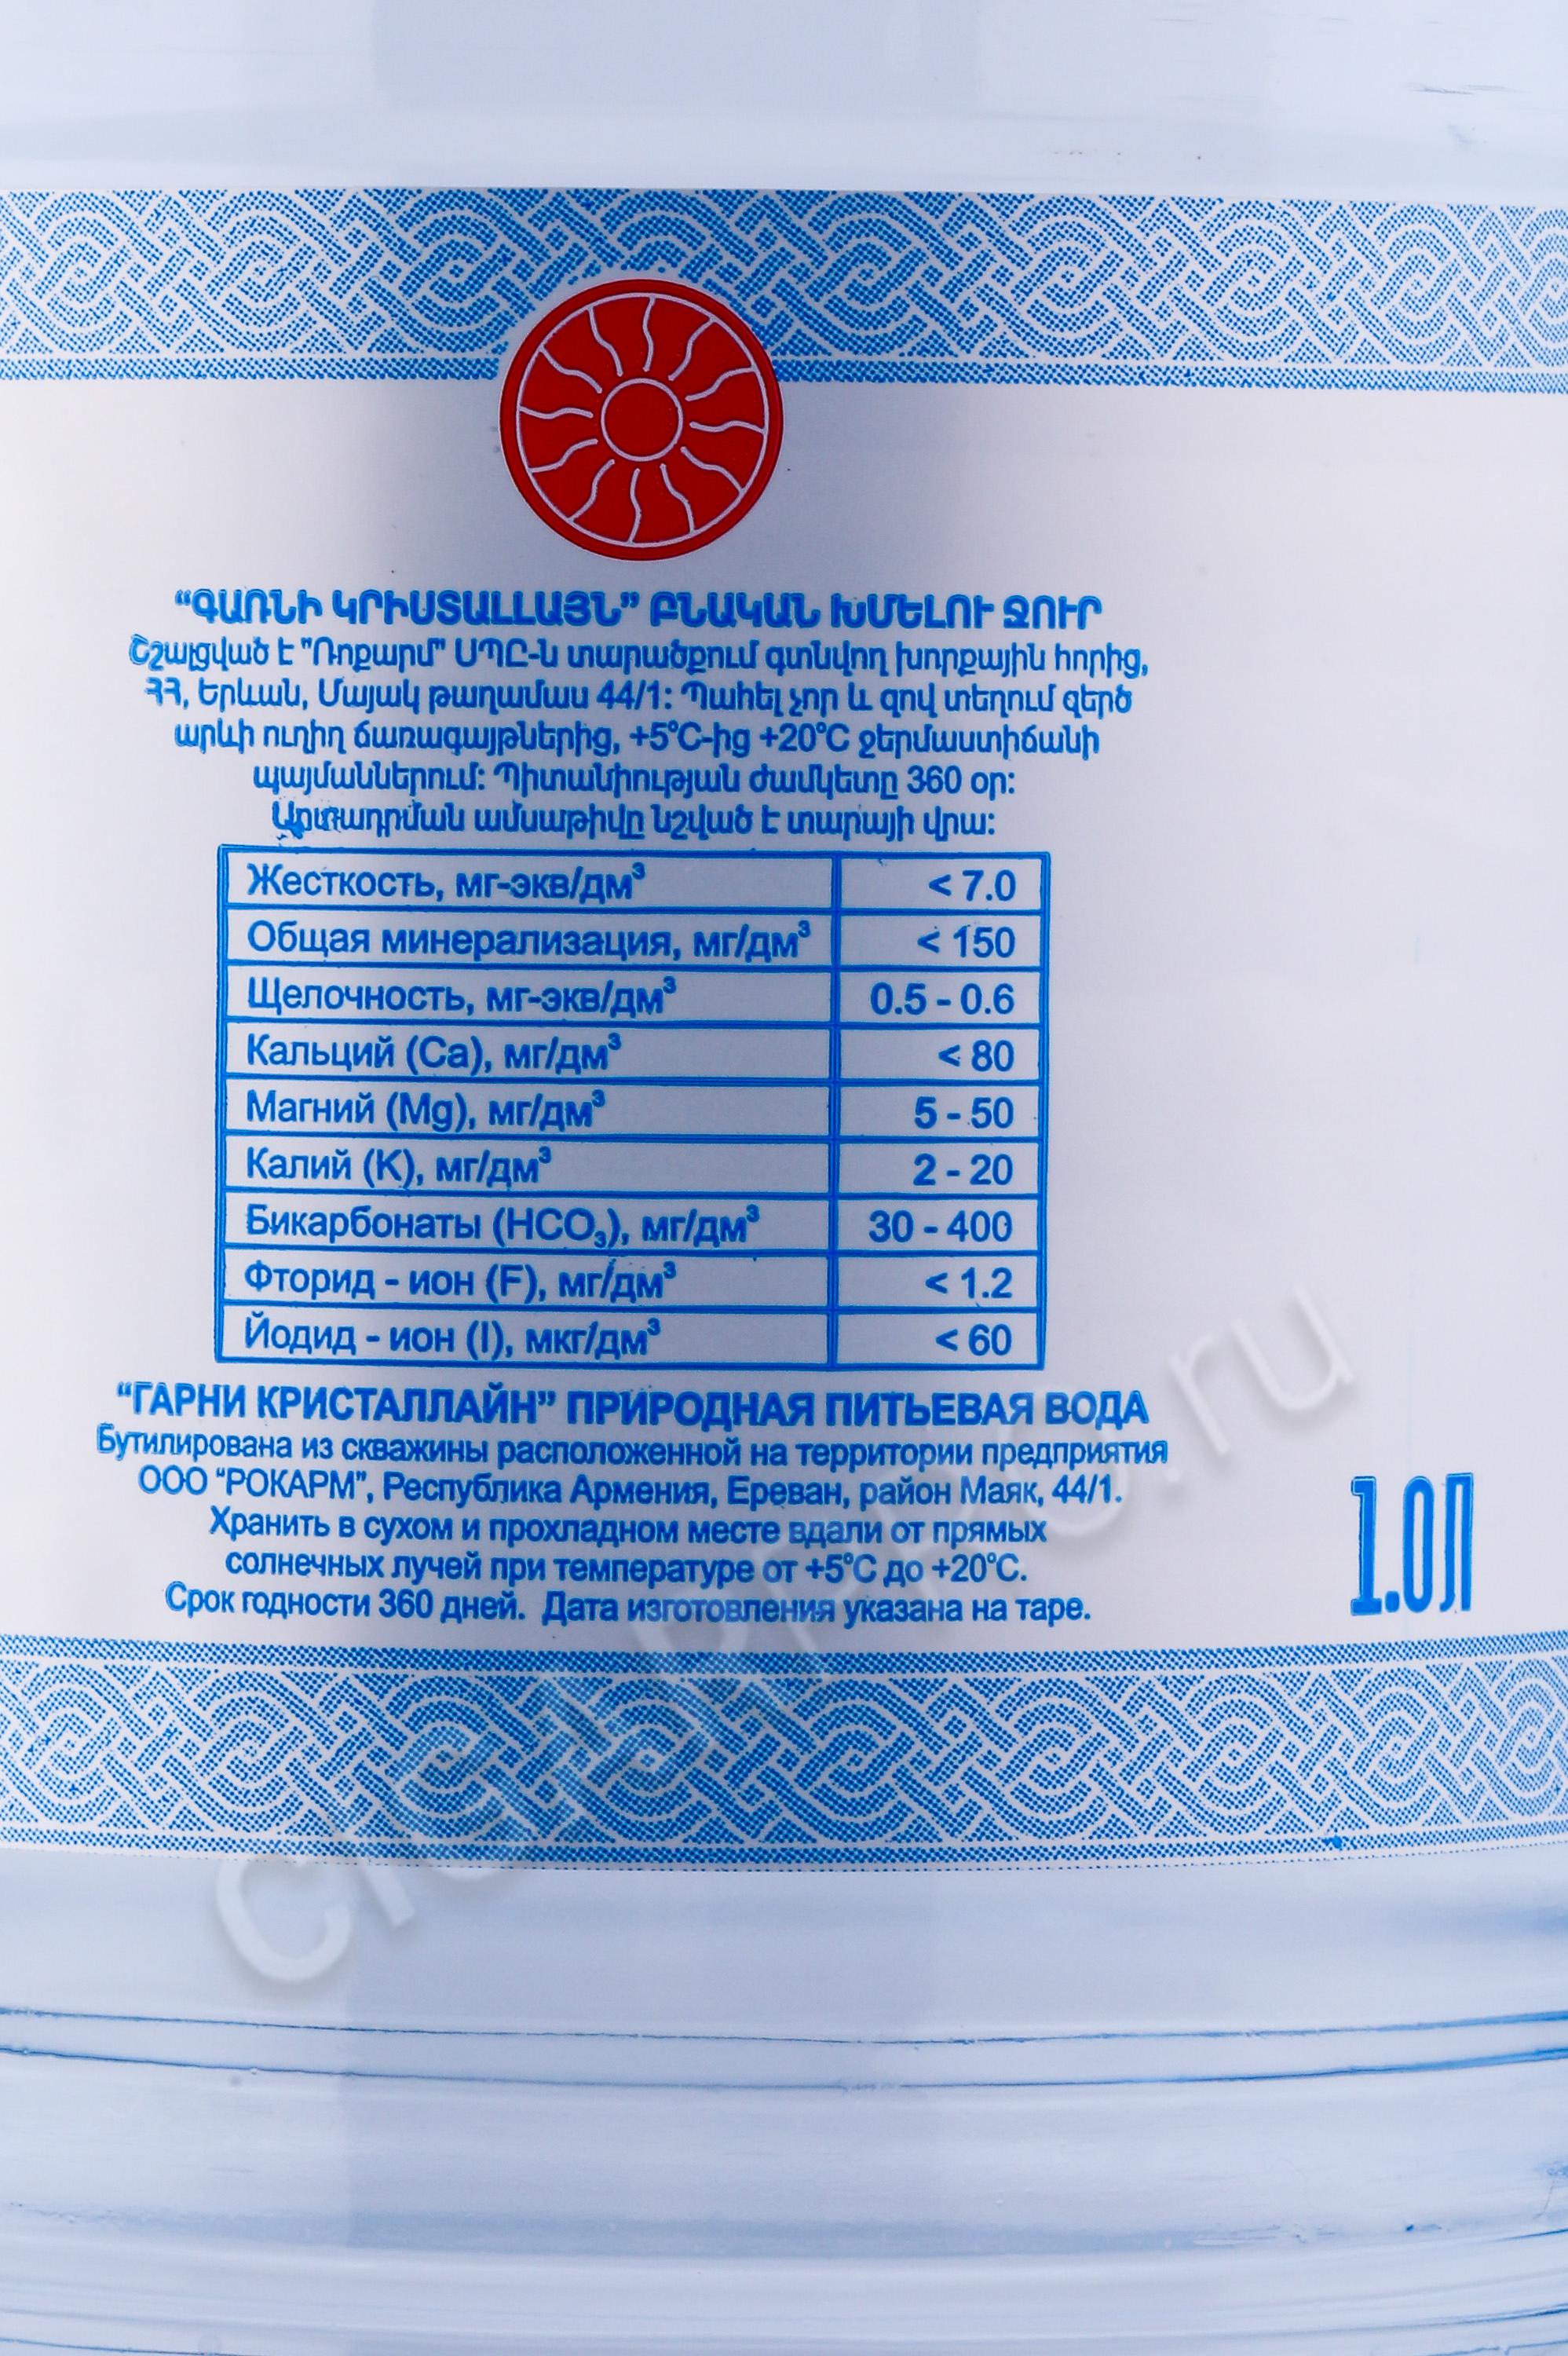 “ԳԱՌՆԻ ԿՐԻՍՏԱԼԼԱՅՆ” ԲՆԱԿԱՆ ԽՄԵԼՈՒ ՋՈՒՐ
Շշալցված է "Ռոքարմ" ՍՊԸ-ն տարածքում գտնվող խորքային հորից,
ՀՀ, Երևան, Մայակ թաղամաս 44/1: Պահել չոր և զով տեղում զերծ
արևի ուղիղ ճառագայթներից, +5°C-ից +20°C ջերմաստիճանի
պայմաններում: Պիտանիության ժամկետը 360 օր:
Արտադրման ամսաթիվը նշված է տարայի վրա:
Жесткость, мг-экв/дм³ < 7.0
Общая минерализация, мг/дм³ < 150
Щелочность, мг-экв/дм³ 0.5 - 0.6
Кальций (Ca), мг/дм³ < 80
Магний (Mg), мг/дм³ 5 - 50
Калий (K), мг/дм³ 2 - 20
Бикарбонаты (HCO₃), мг/дм³ 30 - 400
Фторид - ион (F), мг/дм³ < 1.2
Йодид - ион (I), мкг/дм³ < 60
“ГАРНИ КРИСТАЛЛАЙН” ПРИРОДНАЯ ПИТЬЕВАЯ ВОДА
Бутилирована из скважины расположенной на территории предприятия
ООО “РОКАРМ”, Республика Армения, Ереван, район Маяк, 44/1.
Хранить в сухом и прохладном месте вдали от прямых
солнечных лучей при температуре от +5°C до +20°C.
Срок годности 360 дней. Дата изготовления указана на таре.
1.0Л